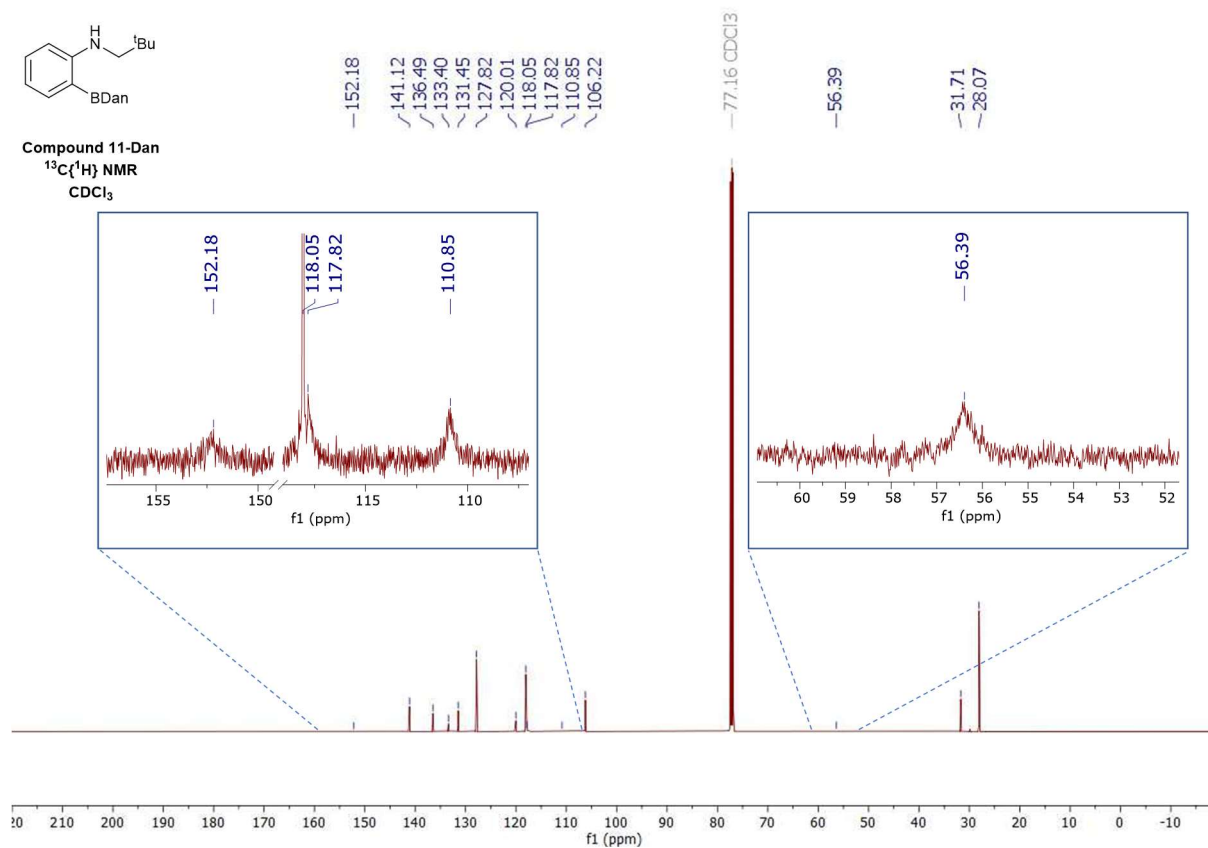 H
N
tBu
BDan
Compound 11-Dan
13C{1H} NMR
CDCl3
152.18
141.12
136.49
133.40
131.45
127.82
120.01
118.05
117.82
110.85
106.22
77.16 CDCl3
56.39
31.71
28.07
152.18
118.05
117.82
110.85
155 150 115 110
f1 (ppm)
56.39
60 59 58 57 56 55 54 53 52
f1 (ppm)
20 210 200 190 180 170 160 150 140 130 120 110 100 90 80 70 60 50 40 30 20 10 0 -10
f1 (ppm)